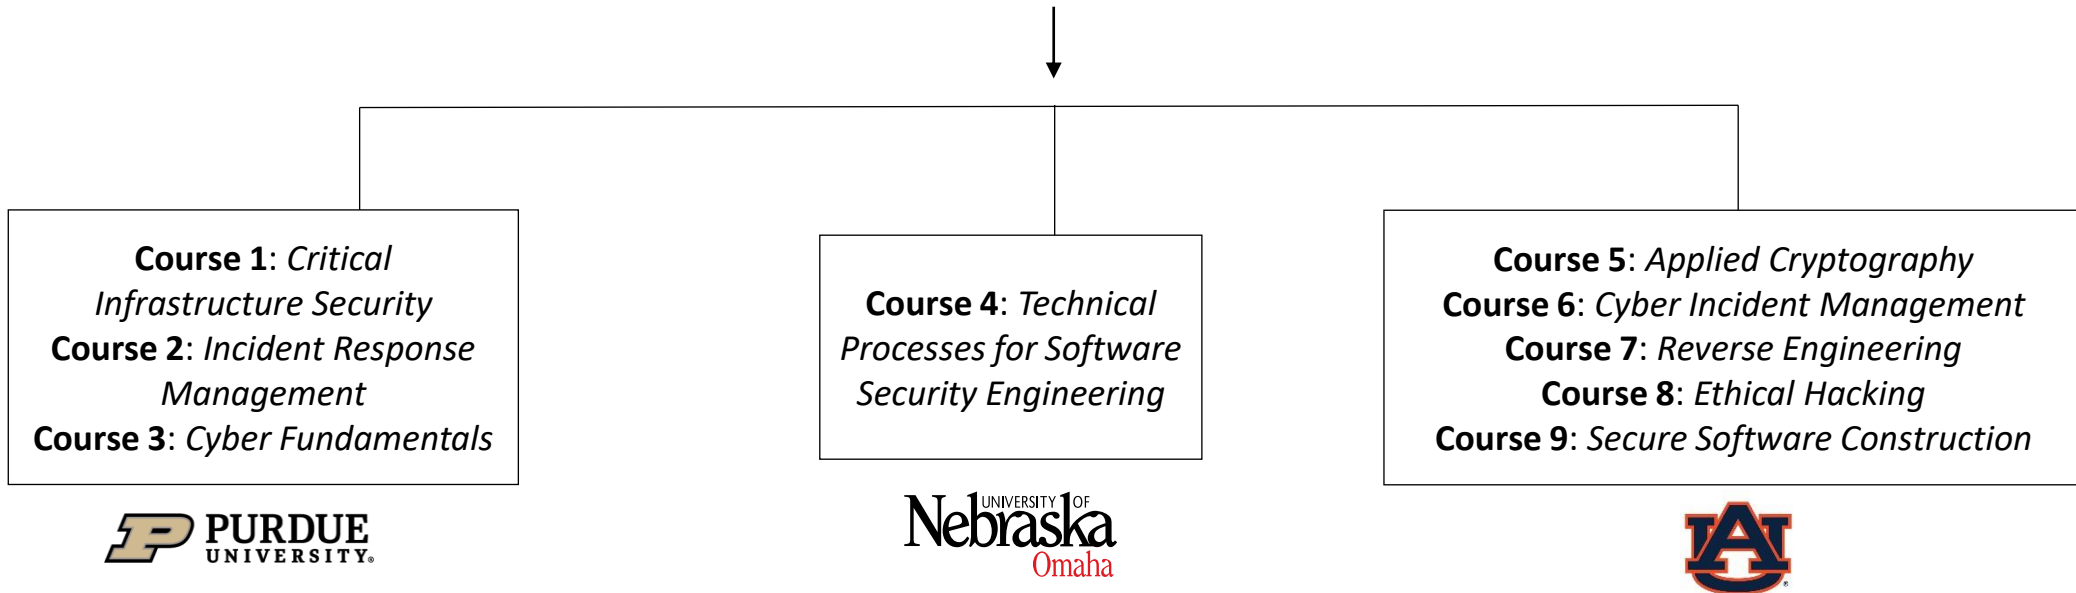 Course 1: Critical
Infrastructure Security
Course 2: Incident Response
Management
Course 3: Cyber Fundamentals
Course 4: Technical
Processes for Software
Security Engineering
Course 5: Applied Cryptography
Course 6: Cyber Incident Management
Course 7: Reverse Engineering
Course 8: Ethical Hacking
Course 9: Secure Software Construction
P PURDUE
UNIVERSITY®
UNIVERSITY OF
Nebraska
Omaha
AU